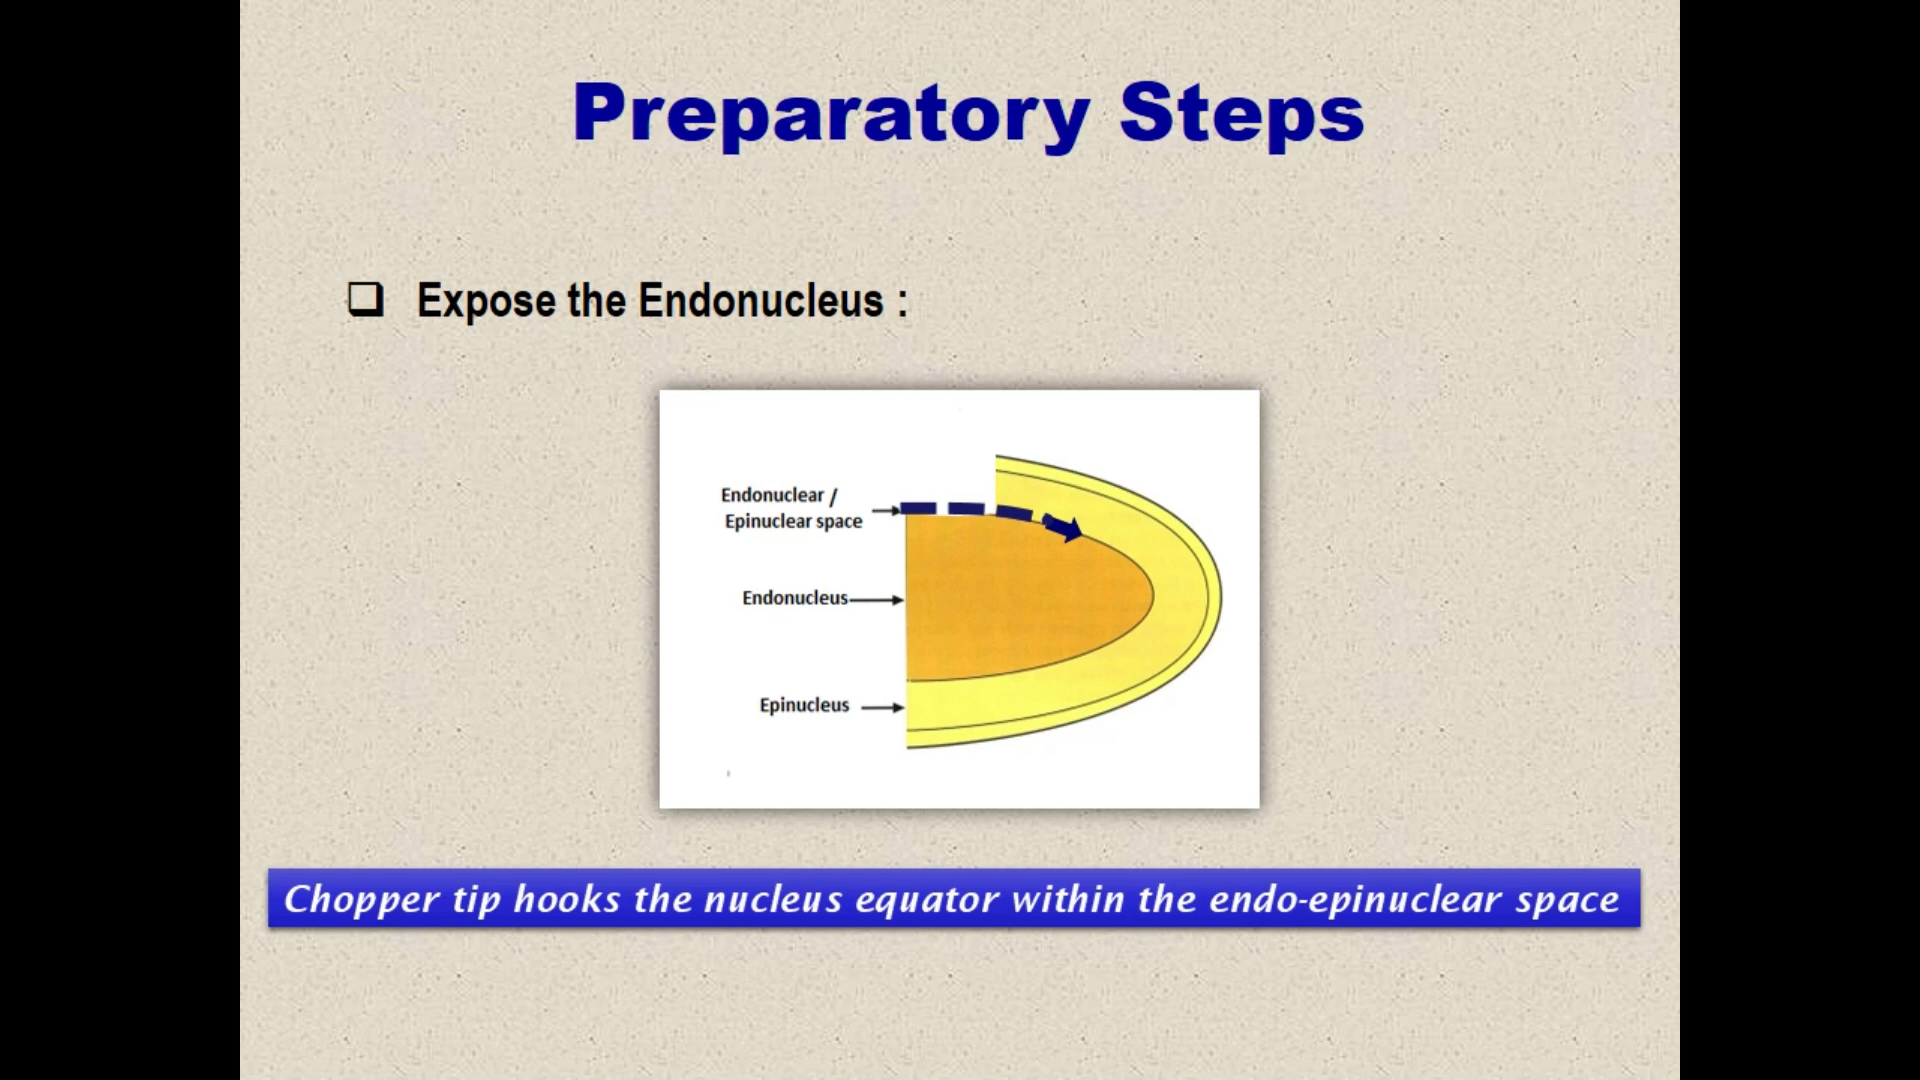 Preparatory Steps
Expose the Endonucleus :
Endonuclear /
Epinuclear space
Endonucleus
Epinucleus
Chopper tip hooks the nucleus equator within the endo-epinuclear space